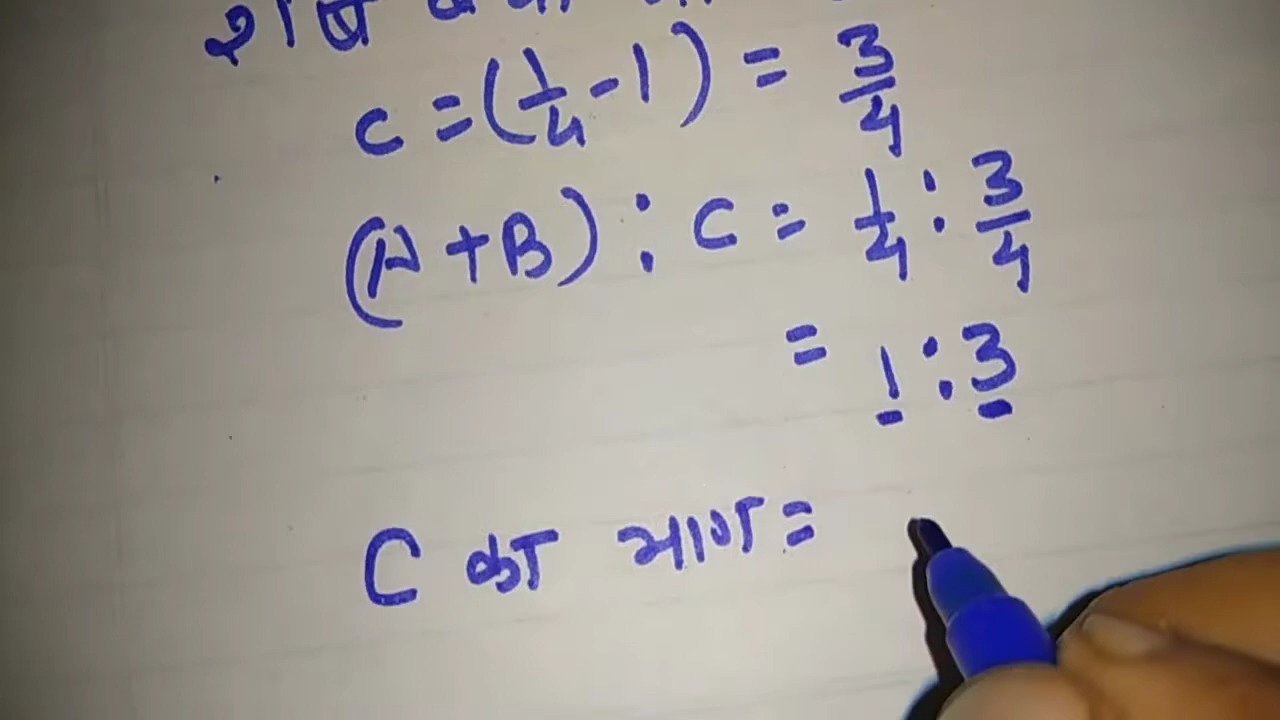 शेष
C = (1/4 - 1) = 3/4
(A + B) : C = 1/4 : 3/4
= 1 : 3
C का भाग =